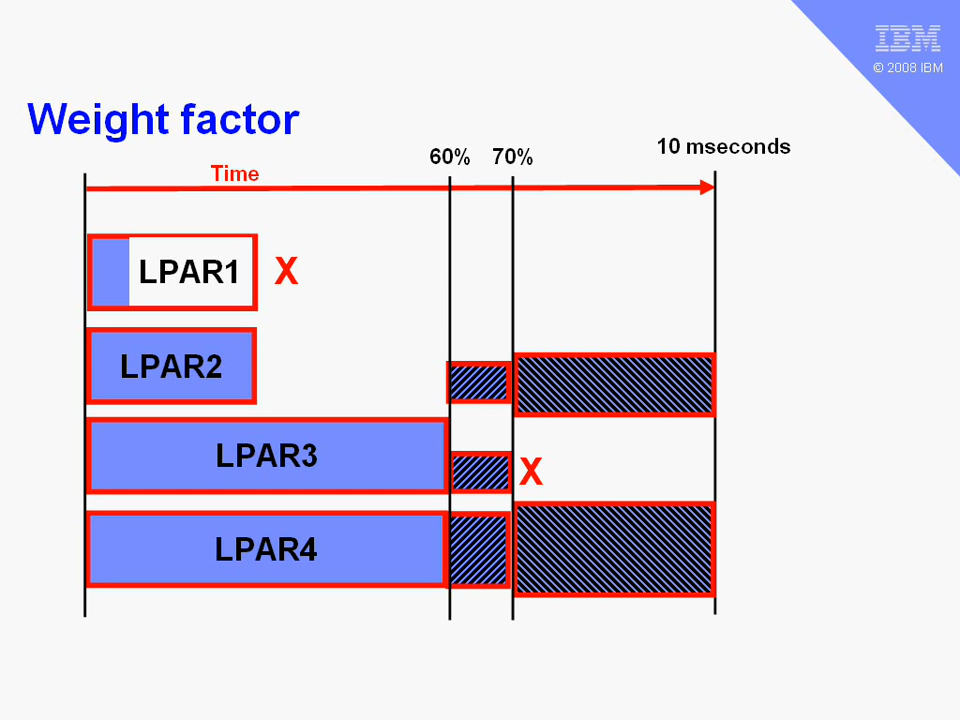 IBM
© 2008 IBM
Weight factor
Time
60%
70%
10 mseconds
LPAR1
X
LPAR2
LPAR3
X
LPAR4